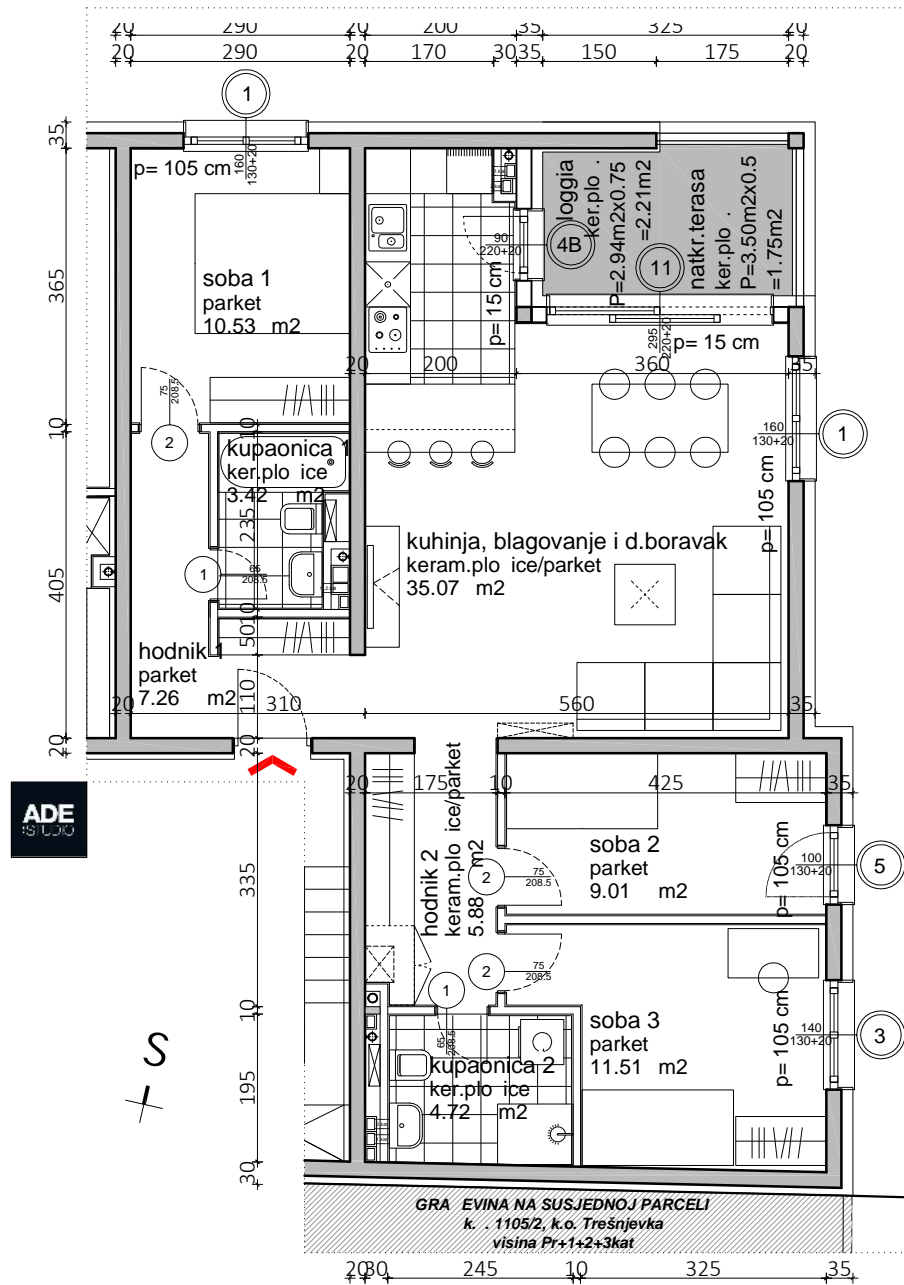 20 290 20 200 325 20
20 290 20 170 30 35 150 175 20
1
35
p= 105 cm
160
130+20
loggia
ker.plo .
P=2.94m2x0.75
=2.21m2
natkr.terasa
ker.plo .
P=3.50m2x0.5
=1.75m2
90
220+20
4B
11
p= 15 cm
soba 1
parket
10.53 m2
365
295
220+20
p= 15 cm
20 200 360 35
75
208.5
2
10
10
160
130+20
1
p= 105 cm
kupaonica 1
ker.plo ice
3.42 m2
235
405
kuhinja, blagovanje i d.boravak
keram.plo ice/parket
35.07 m2
1
65
208.5
10
50
hodnik 1
parket
7.26 m2
110
20 310 560 35
20
20
ADE
STUDIO
20 175 10 425 35
hodnik 2
keram.plo ice/parket
5.88 m2
soba 2
parket
9.01 m2
2
75
208.5
p= 105 cm
100
130+20
5
335
2
75
208.5
1
65
208.5
10
soba 3
parket
11.51 m2
p= 105 cm
140
130+20
3
S
kupaonica 2
ker.plo ice
4.72 m2
195
30
GRA EVINA NA SUSJEDNOJ PARCELI
k. . 1105/2, k.o. Trešnjevka
visina Pr+1+2+3kat
20 30 245 10 325 35